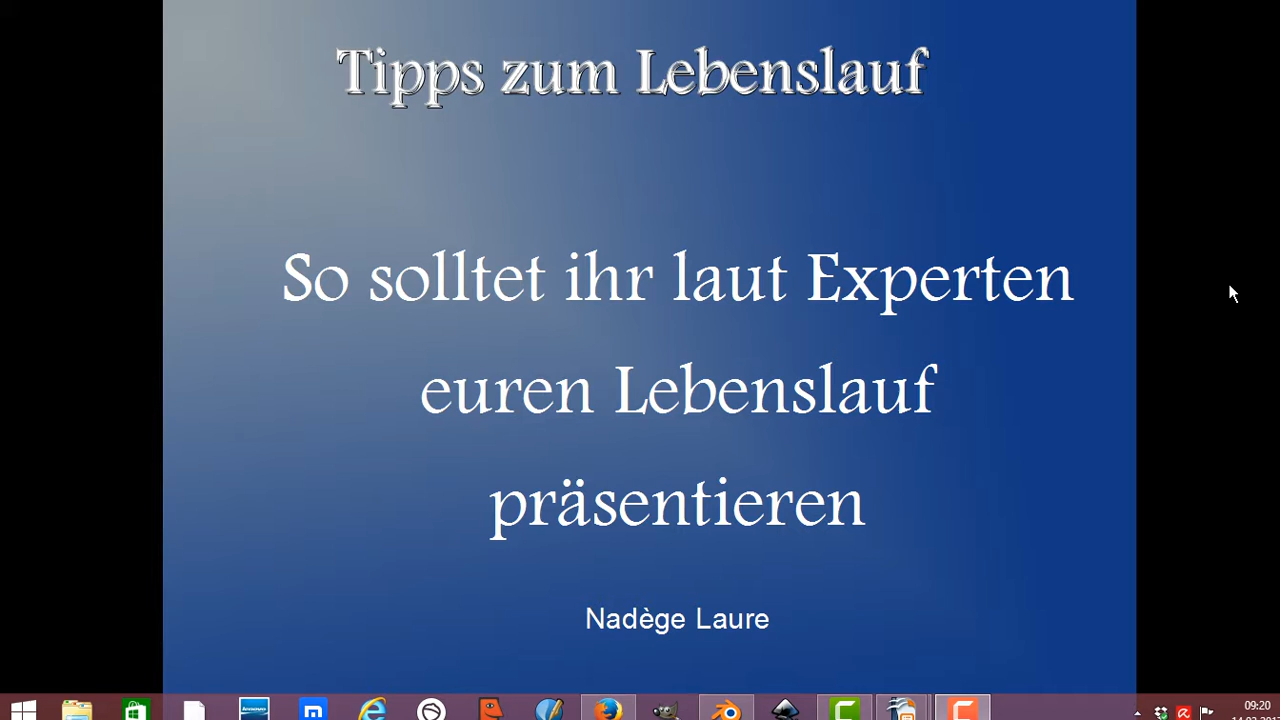 Tipps zum Lebenslauf
So solltet ihr laut Experten
euren Lebenslauf
präsentieren
Nadège Laure
09:20